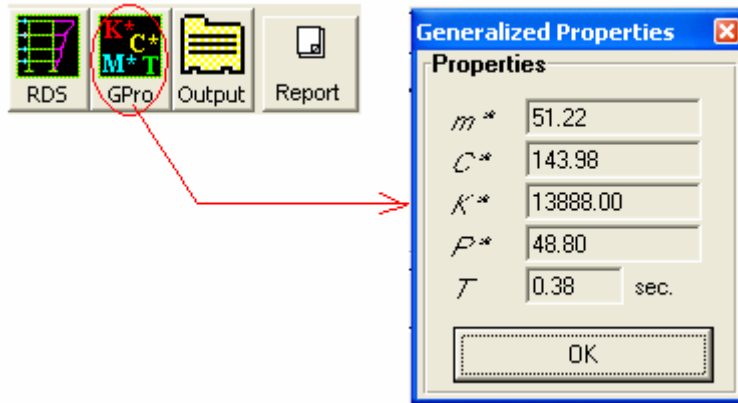 K*
C*
M* T
RDS GPro Output Report
Generalized Properties
Properties
m* 51.22
C* 143.98
K* 13888.00
P* 48.80
T 0.38 sec.
OK